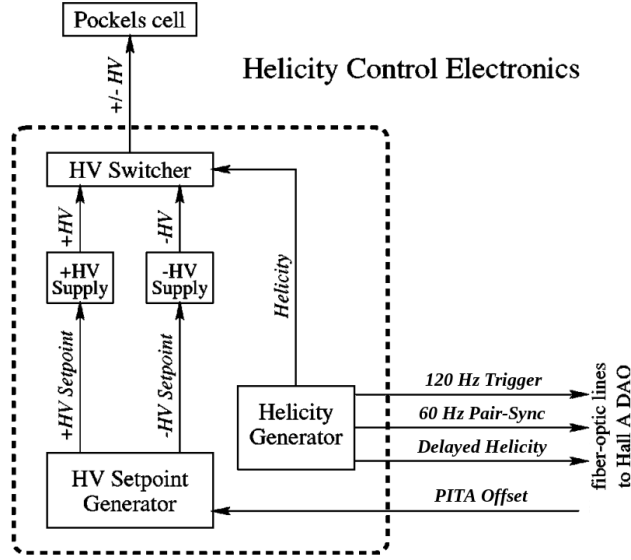 Pockels cell
+/- HV
Helicity Control Electronics
HV Switcher
+HV
-HV
+HV
Supply
-HV
Supply
Helicity
+HV Setpoint
-HV Setpoint
Helicity
Generator
120 Hz Trigger
60 Hz Pair-Sync
Delayed Helicity
PITA Offset
fiber-optic lines
to Hall A DAO
HV Setpoint
Generator